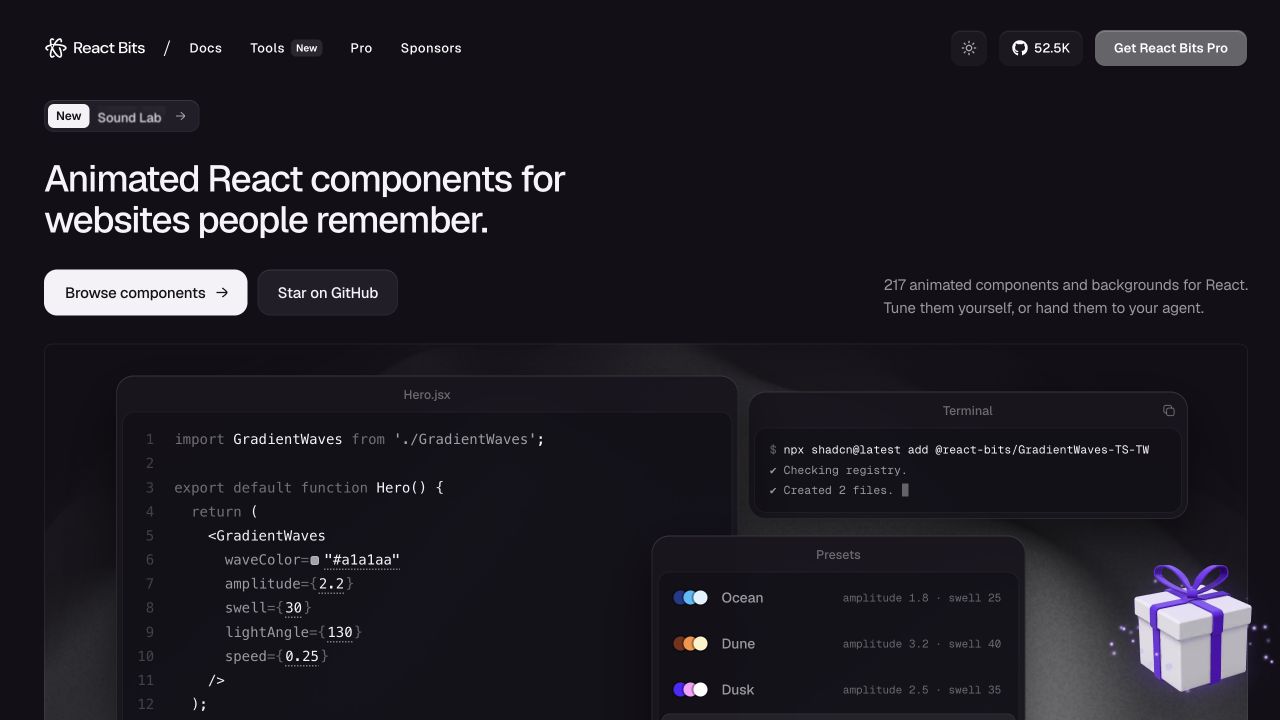 React Bits / Docs Tools New Pro Sponsors 52.5K Get React Bits Pro
New Sound Lab →
Animated React components for
websites people remember.
Browse components →
Star on GitHub
217 animated components and backgrounds for React.
Tune them yourself, or hand them to your agent.
Hero.jsx
1 import GradientWaves from './GradientWaves';
2
3 export default function Hero() {
4 return (
5 <GradientWaves
6 waveColor="#a1a1aa"
7 amplitude={2.2}
8 swell={30}
9 lightAngle={130}
10 speed={0.25}
11 />
12 );
Terminal
$ npx shadcn@latest add @react-bits/GradientWaves-TS-TW
✔ Checking registry.
✔ Created 2 files.
Presets
Ocean amplitude 1.8 · swell 25
Dune amplitude 3.2 · swell 40
Dusk amplitude 2.5 · swell 35